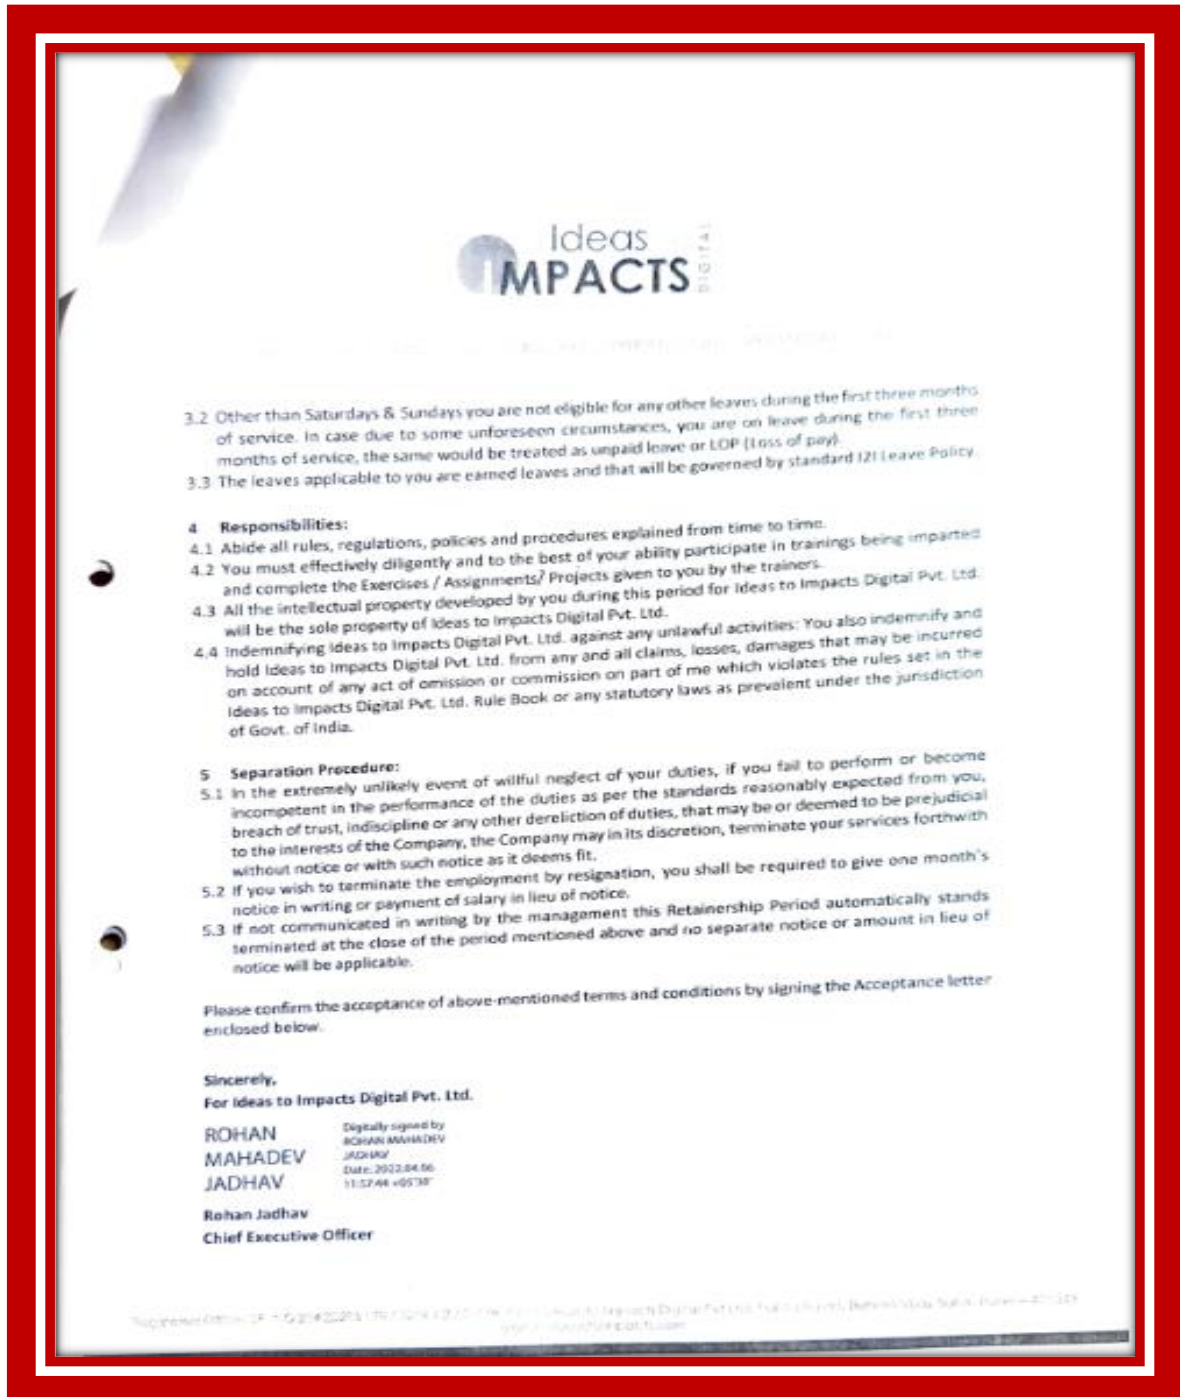 Ideas
IMPACTS
DIGITAL
3.2 Other than Saturdays & Sundays you are not eligible for any other leaves during the first three months
of service. In case due to some unforeseen circumstances, you are on leave during the first three
months of service, the same would be treated as unpaid leave or LOP (Loss of pay).
3.3 The leaves applicable to you are earned leaves and that will be governed by standard I2I Leave Policy.
4 Responsibilities:
4.1 Abide all rules, regulations, policies and procedures explained from time to time.
4.2 You must effectively diligently and to the best of your ability participate in trainings being imparted
and complete the Exercises / Assignments/ Projects given to you by the trainers.
4.3 All the intellectual property developed by you during this period for Ideas to Impacts Digital Pvt. Ltd.
will be the sole property of Ideas to Impacts Digital Pvt. Ltd.
4.4 Indemnifying Ideas to Impacts Digital Pvt. Ltd. against any unlawful activities: You also indemnify and
hold Ideas to Impacts Digital Pvt. Ltd. from any and all claims, losses, damages that may be incurred
on account of any act of omission or commission on part of me which violates the rules set in the
Ideas to Impacts Digital Pvt. Ltd. Rule Book or any statutory laws as prevalent under the jurisdiction
of Govt. of India.
5 Separation Procedure:
5.1 In the extremely unlikely event of willful neglect of your duties, if you fail to perform or become
incompetent in the performance of the duties as per the standards reasonably expected from you,
breach of trust, indiscipline or any other dereliction of duties, that may be or deemed to be prejudicial
to the interests of the Company, the Company may in its discretion, terminate your services forthwith
without notice or with such notice as it deems fit.
5.2 If you wish to terminate the employment by resignation, you shall be required to give one month's
notice in writing or payment of salary in lieu of notice.
5.3 If not communicated in writing by the management this Retainership Period automatically stands
terminated at the close of the period mentioned above and no separate notice or amount in lieu of
notice will be applicable.
Please confirm the acceptance of above-mentioned terms and conditions by signing the Acceptance letter
enclosed below.
Sincerely,
For Ideas to Impacts Digital Pvt. Ltd.
ROHAN
MAHADEV
JADHAV
Digitally signed by
ROHAN MAHADEV
JADHAV
Date: 2022.04.06
11:57:44 +05'30'
Rohan Jadhav
Chief Executive Officer